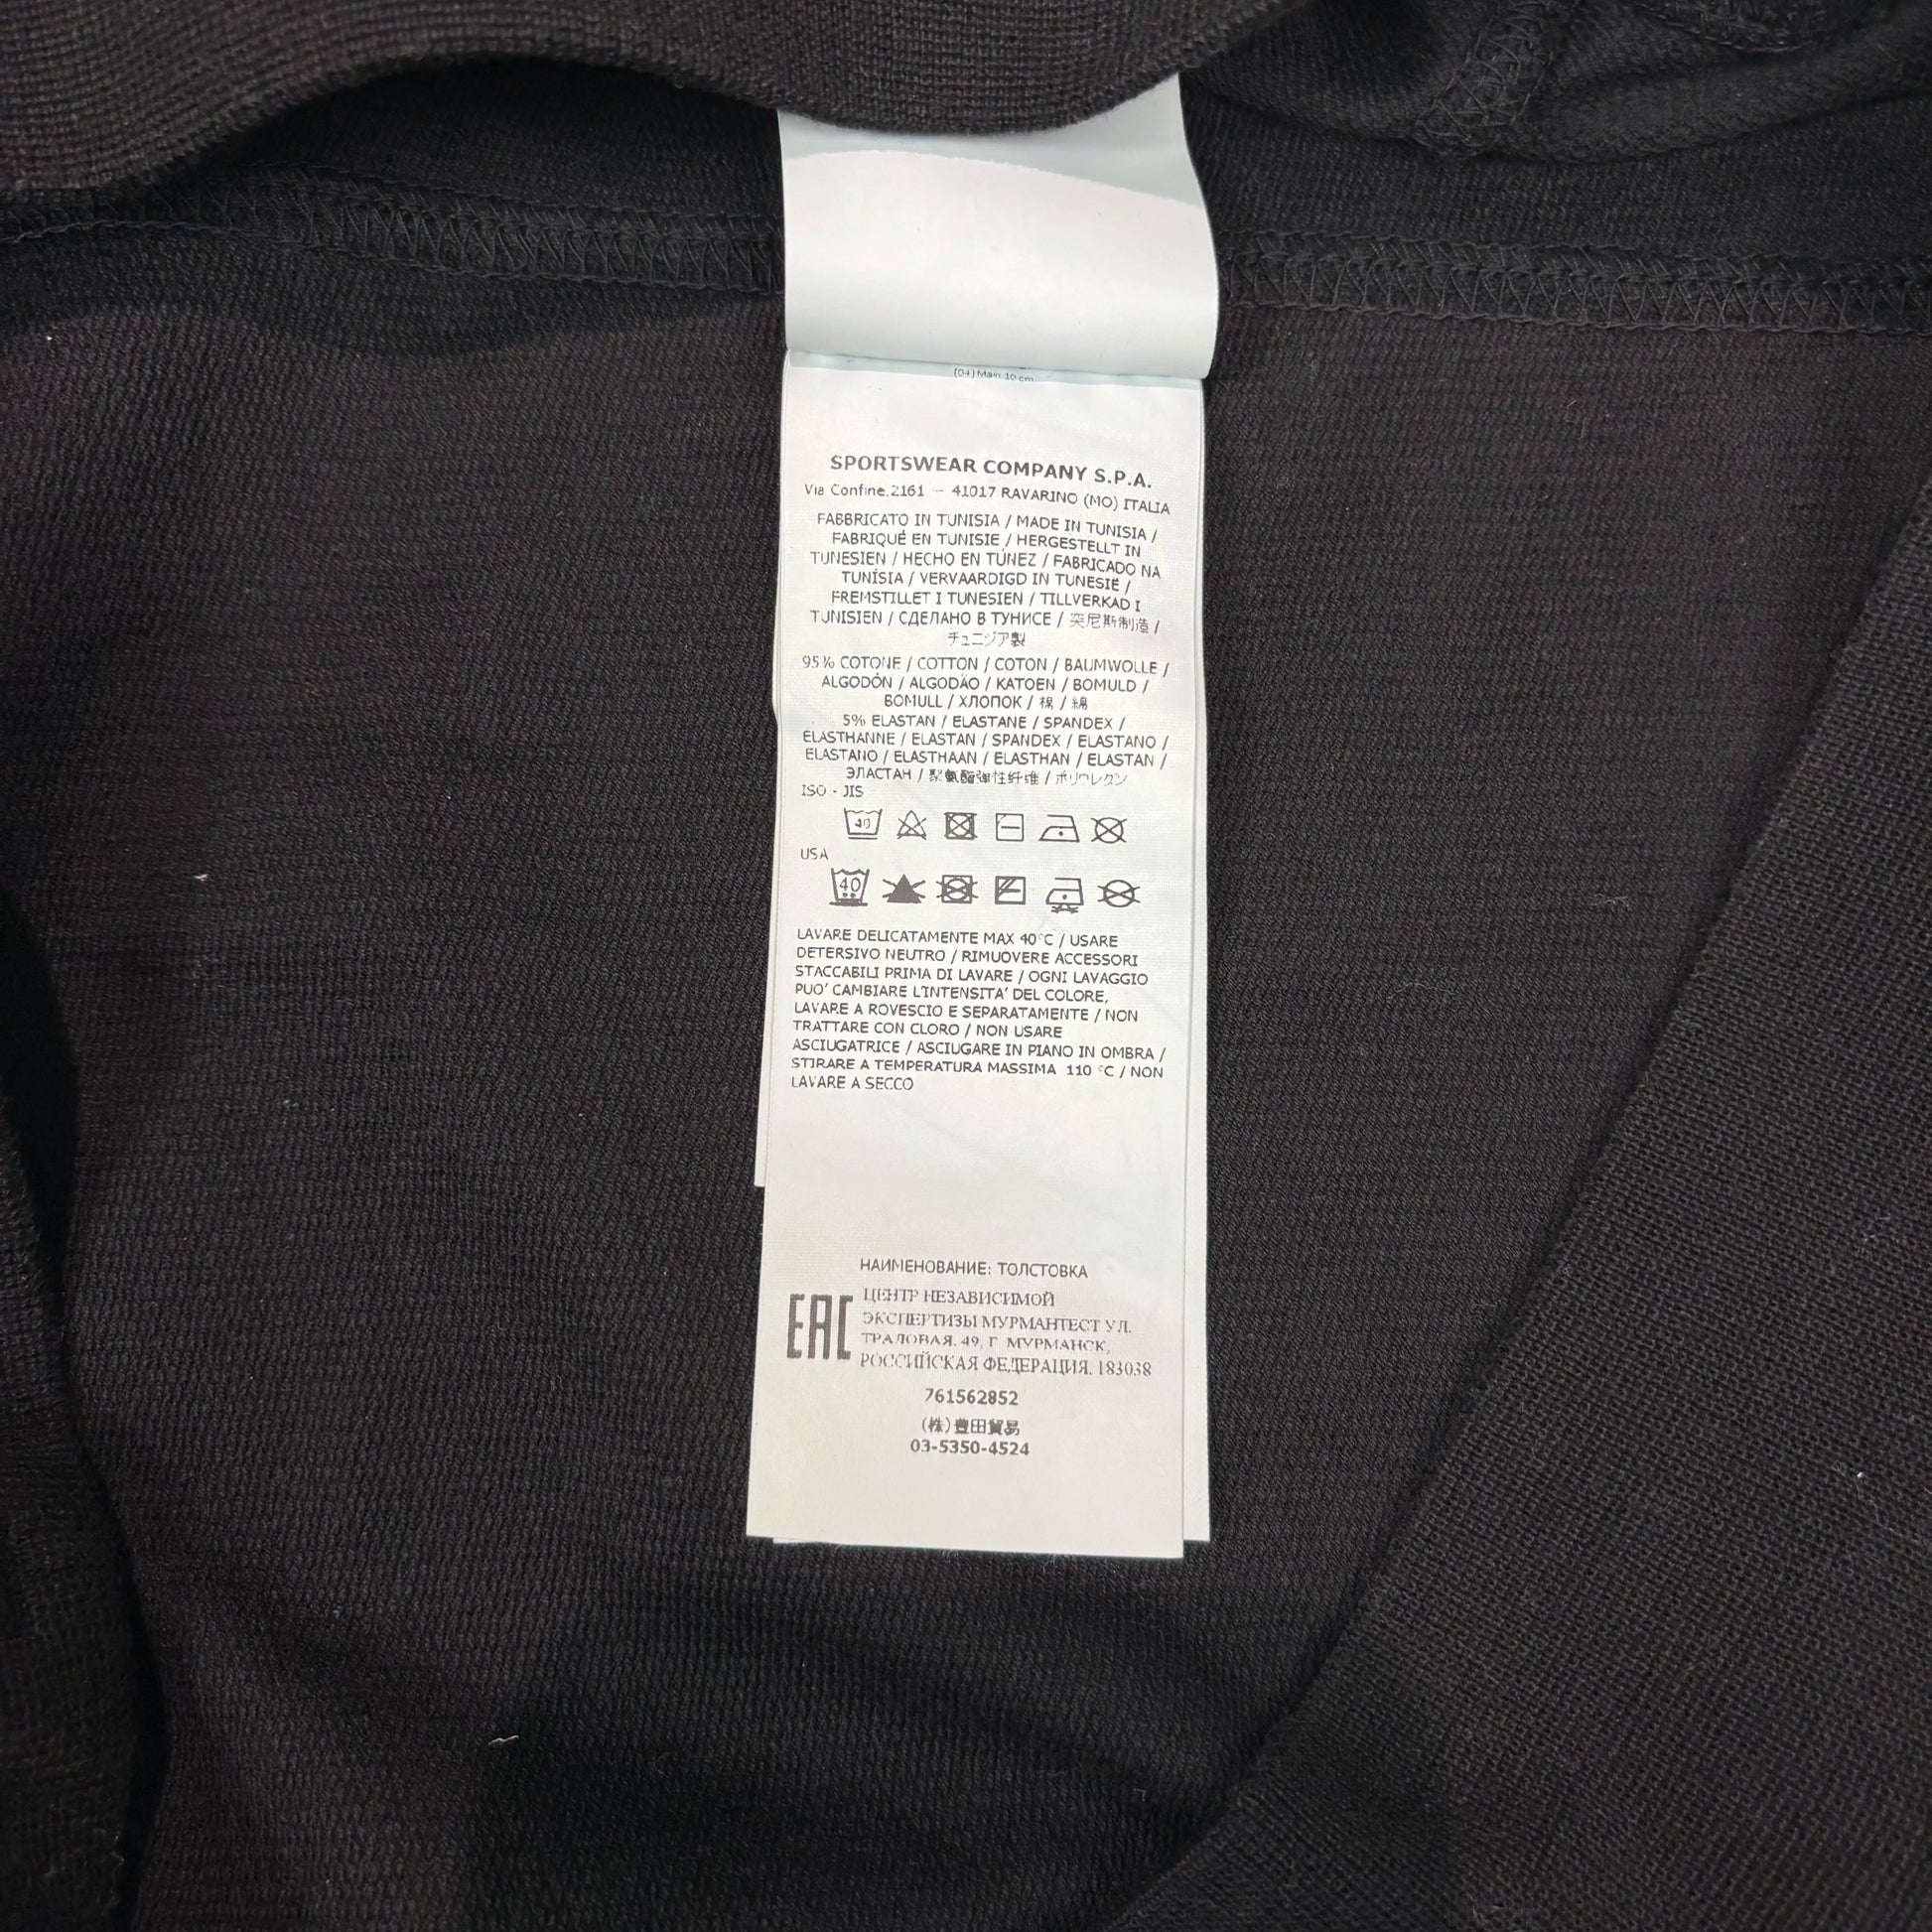 (04) Main 10 cm
SPORTSWEAR COMPANY S.P.A.
Via Confine, 2161 — 41017 RAVARINO (MO) ITALIA
FABBRICATO IN TUNISIA / MADE IN TUNISIA /
FABRIQUÉ EN TUNISIE / HERGESTELLT IN
TUNESIEN / HECHO EN TÚNEZ / FABRICADO NA
TUNÍSIA / VERVAARDIGD IN TUNESIË /
FREMSTILLET I TUNESIEN / TILLVERKAD I
TUNISIEN / СДЕЛАНО В ТУНИСЕ / 突尼斯制造 /
チュニジア製
95% COTONE / COTTON / COTON / BAUMWOLLE /
ALGODÓN / ALGODÃO / KATOEN / BOMULD /
BOMULL / ХЛОПОК / 棉 / 綿
5% ELASTAN / ELASTANE / SPANDEX /
ELASTHANNE / ELASTAN / SPANDEX / ELASTANO /
ELASTANO / ELASTHAAN / ELASTHAN / ELASTAN /
ЭЛАСТАН / 聚氨酯弹性纤维 / ポリウレタン
ISO - JIS
40
USA
40
LAVARE DELICATAMENTE MAX 40°C / USARE
DETERSIVO NEUTRO / RIMUOVERE ACCESSORI
STACCABILI PRIMA DI LAVARE / OGNI LAVAGGIO
PUO' CAMBIARE L'INTENSITA' DEL COLORE,
LAVARE A ROVESCIO E SEPARATAMENTE / NON
TRATTARE CON CLORO / NON USARE
ASCIUGATRICE / ASCIUGARE IN PIANO IN OMBRA /
STIRARE A TEMPERATURA MASSIMA 110 °C / NON
LAVARE A SECCO
НАИМЕНОВАНИЕ: ТОЛСТОВКА
EAC
ЦЕНТР НЕЗАВИСИМОЙ
ЭКСПЕРТИЗЫ МУРМАНТЕСТ УЛ.
ТРАЛОВАЯ, 49, Г. МУРМАНСК,
РОССИЙСКАЯ ФЕДЕРАЦИЯ, 183038
761562852
(株)豊田貿易
03-5350-4524